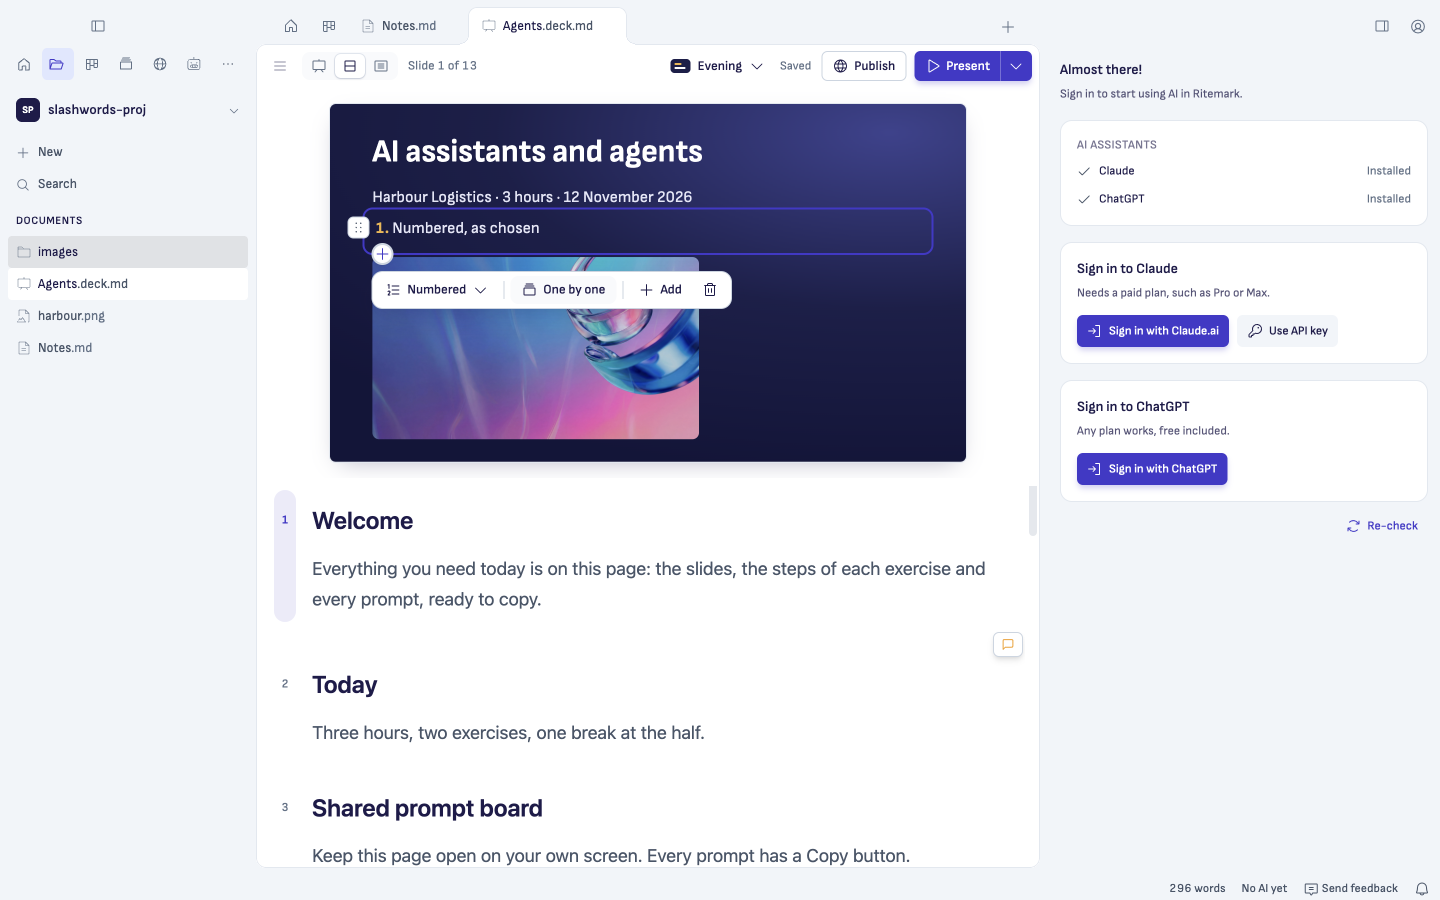 Notes.md
Agents.deck.md
Slide 1 of 13
Evening
Saved
Publish
Present
SP
slashwords-proj
New
Search
DOCUMENTS
images
Agents.deck.md
harbour.png
Notes.md
AI assistants and agents
Harbour Logistics · 3 hours · 12 November 2026
1. Numbered, as chosen
Numbered
One by one
Add
1
Welcome
Everything you need today is on this page: the slides, the steps of each exercise and
every prompt, ready to copy.
2
Today
Three hours, two exercises, one break at the half.
3
Shared prompt board
Keep this page open on your own screen. Every prompt has a Copy button.
Almost there!
Sign in to start using AI in Ritemark.
AI ASSISTANTS
Claude Installed
ChatGPT Installed
Sign in to Claude
Needs a paid plan, such as Pro or Max.
Sign in with Claude.ai
Use API key
Sign in to ChatGPT
Any plan works, free included.
Sign in with ChatGPT
Re-check
296 words
No AI yet
Send feedback